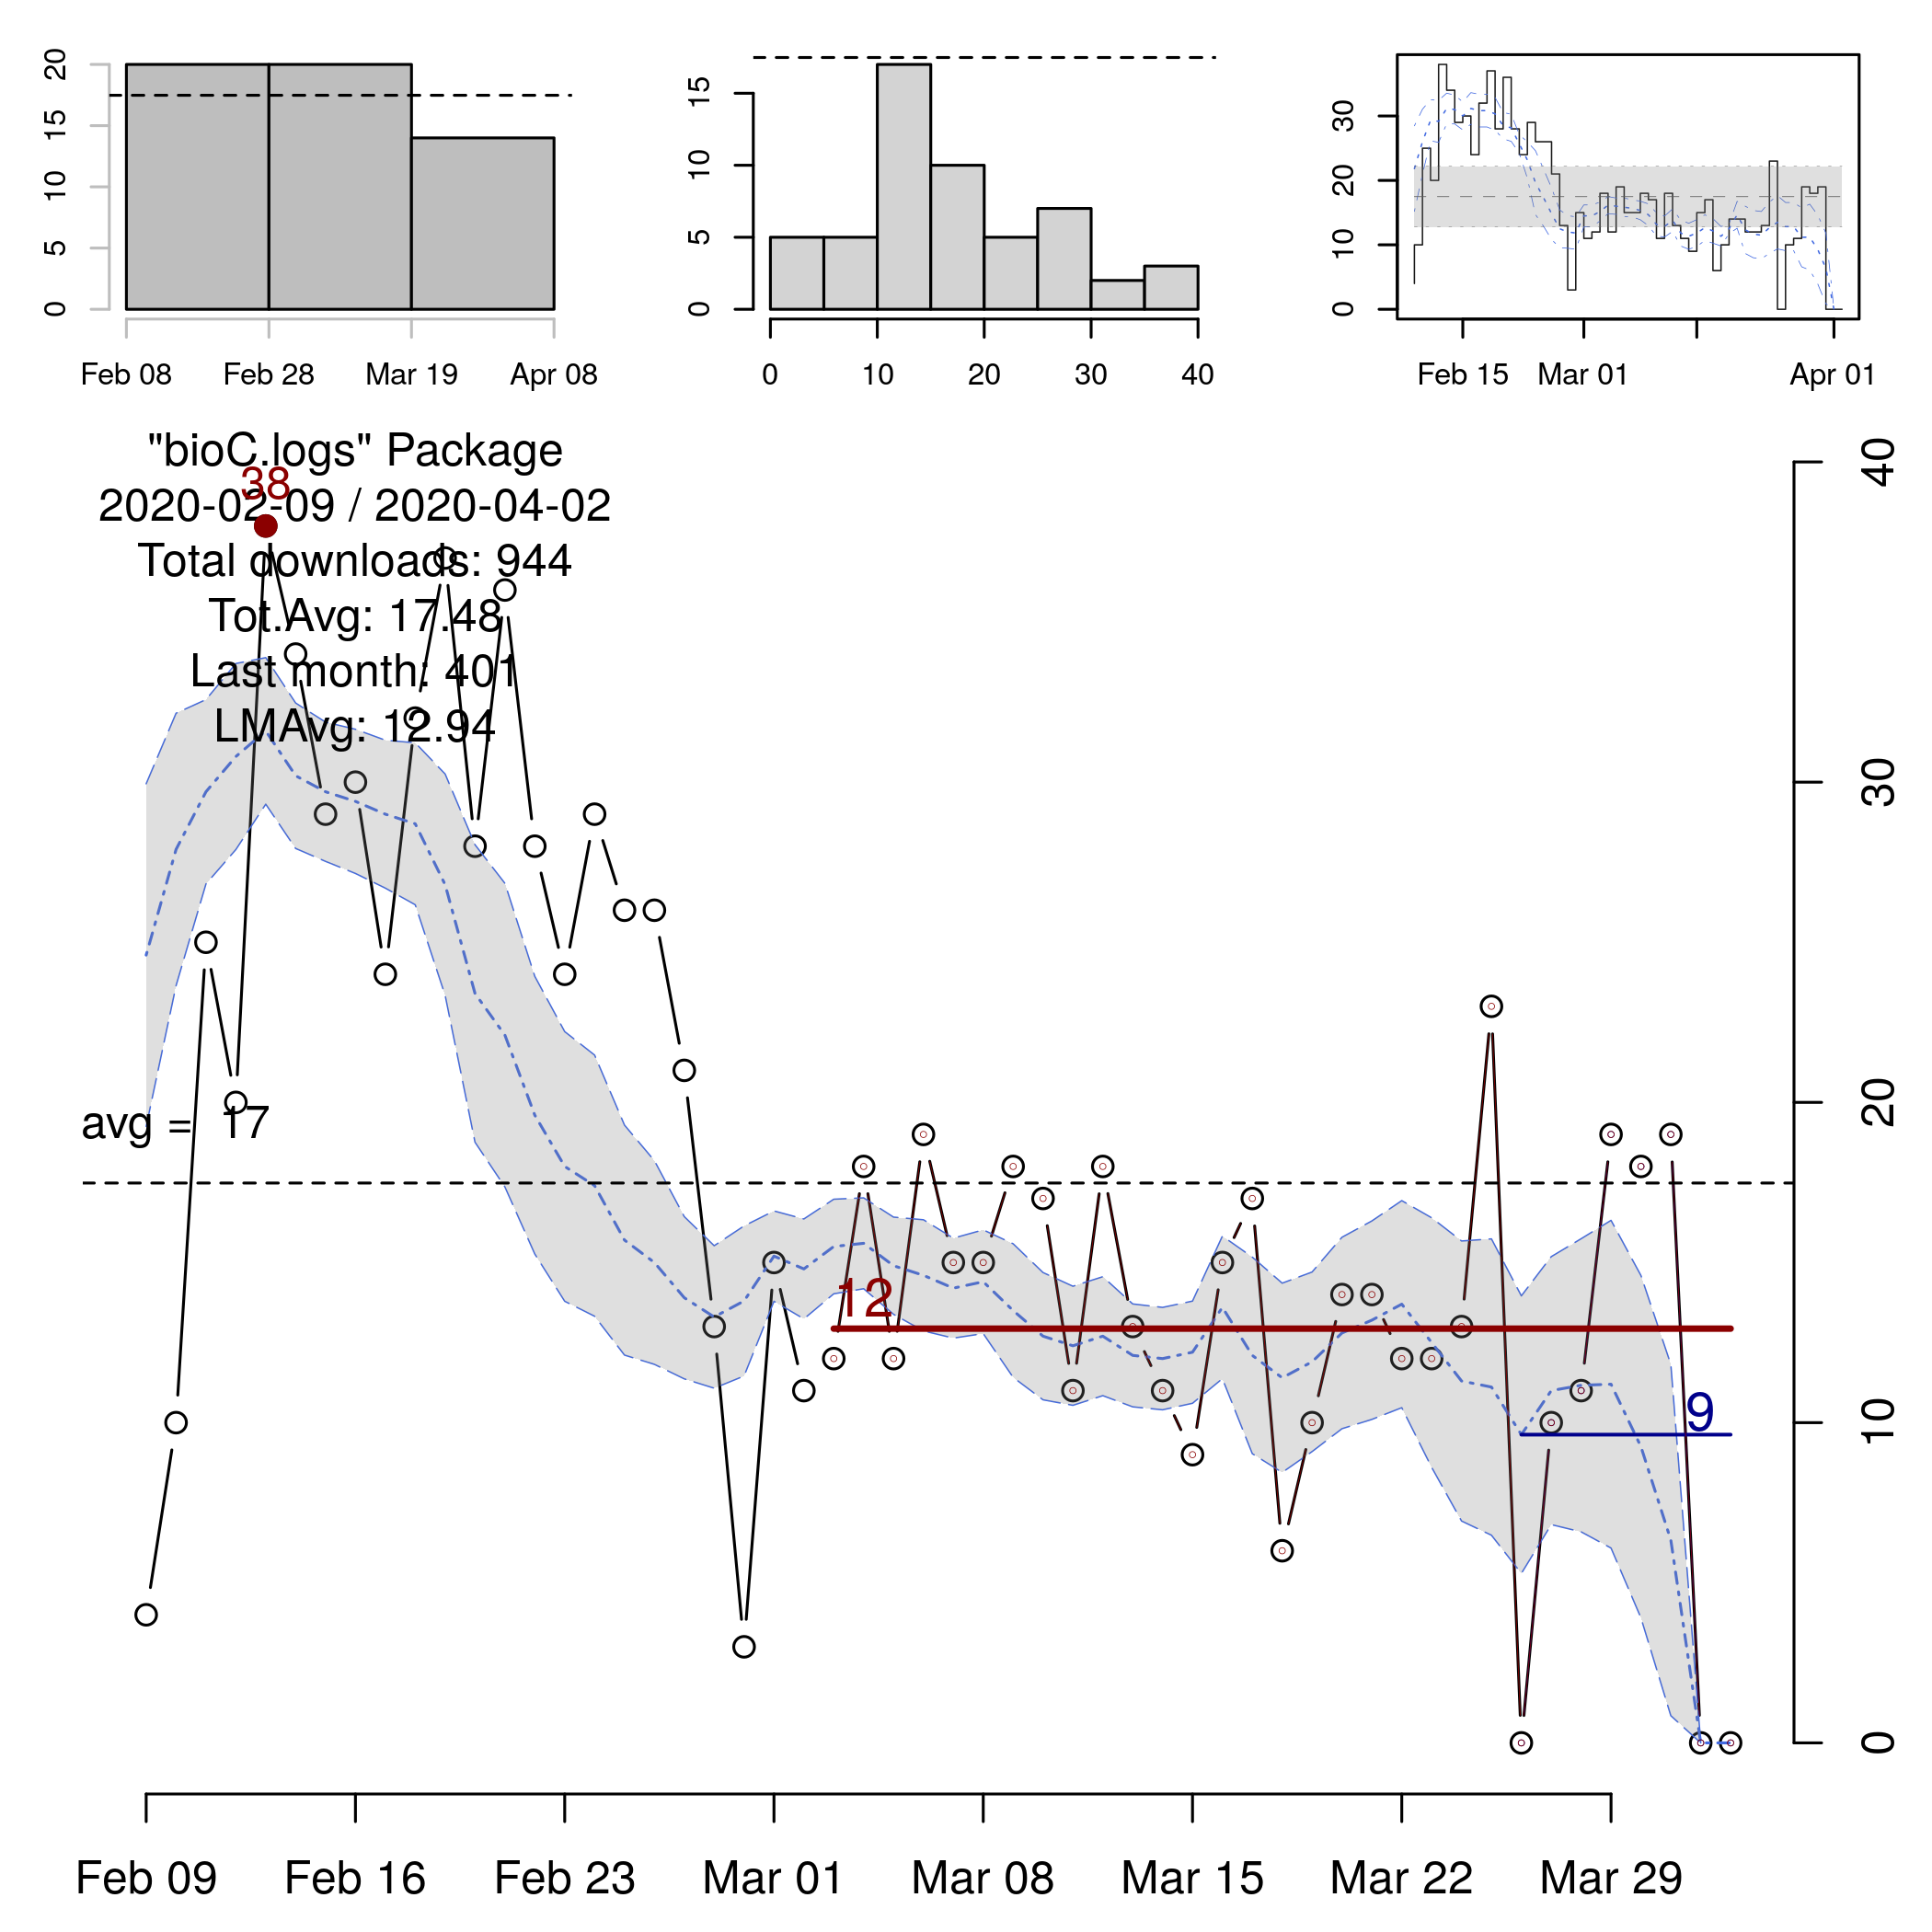 20
15
10
5
0
Feb 08 Feb 28 Mar 19 Apr 08
15
10
5
0
0 10 20 30 40
30
20
10
0
Feb 15 Mar 01 Apr 01
"bioC.logs" Package
38
2020-02-09 / 2020-04-02
Total downloads: 944
Tot.Avg: 17.48
Last month: 401
LMAvg: 12.94
avg = 17
12
9
40
30
20
10
0
Feb 09 Feb 16 Feb 23 Mar 01 Mar 08 Mar 15 Mar 22 Mar 29